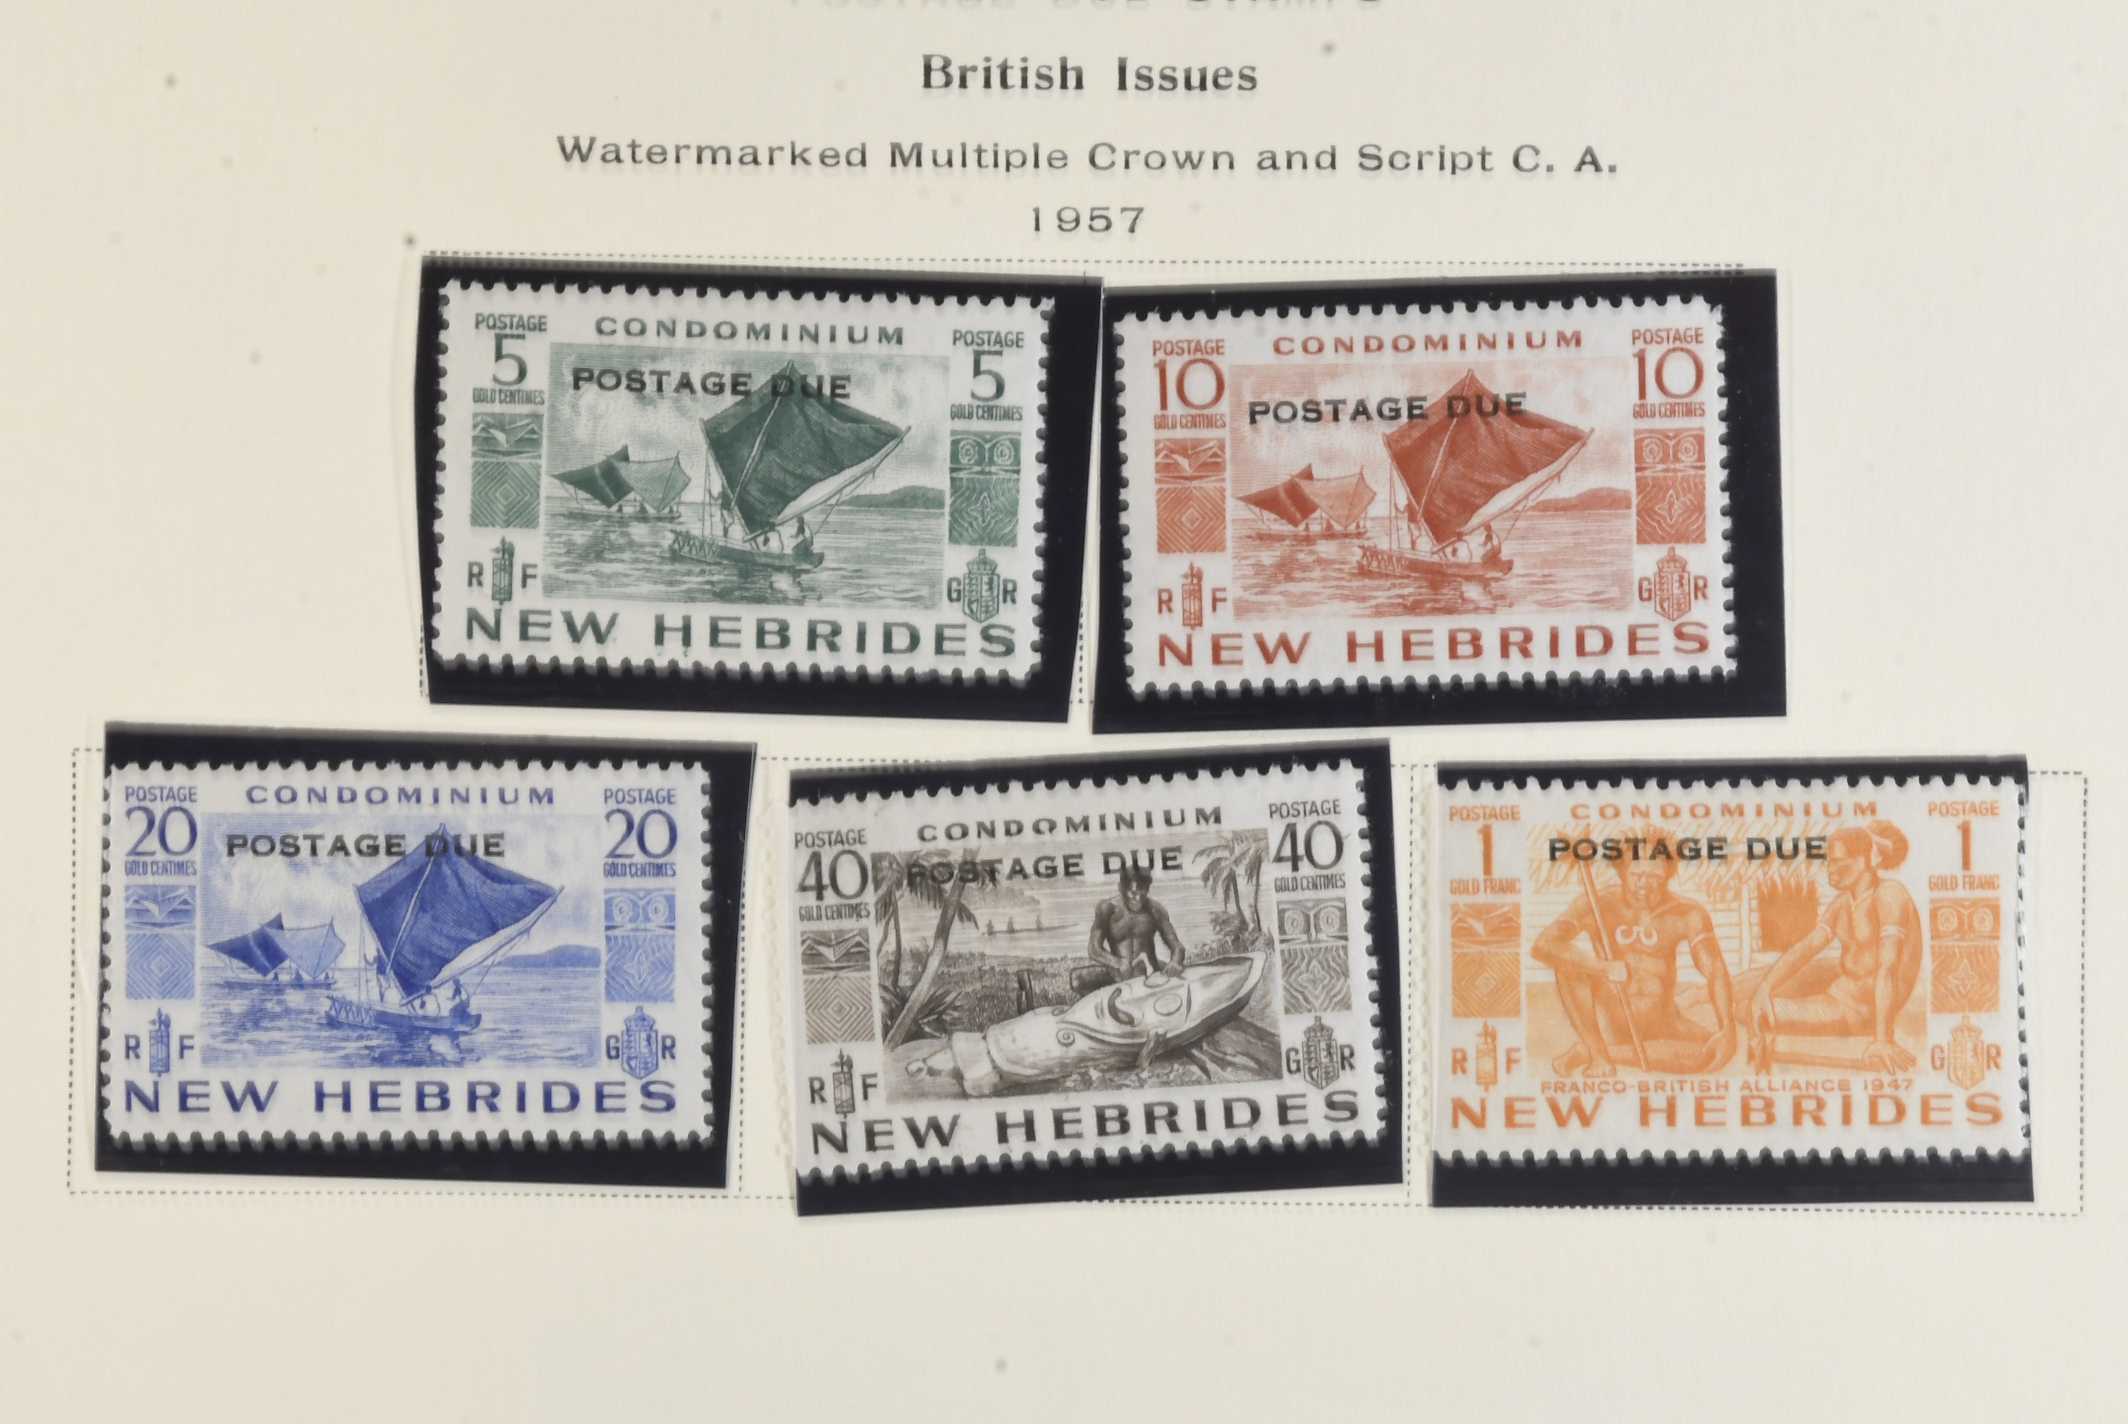 POSTAGE DUE STAMPS
British Issues
Watermarked Multiple Crown and Script C. A.
1957
POSTAGE CONDOMINIUM POSTAGE
5 5
GOLD CENTIMES POSTAGE DUE GOLD CENTIMES
R F G R
NEW HEBRIDES
POSTAGE CONDOMINIUM POSTAGE
10 10
GOLD CENTIMES POSTAGE DUE GOLD CENTIMES
R F G R
NEW HEBRIDES
POSTAGE CONDOMINIUM POSTAGE
20 20
POSTAGE DUE
GOLD CENTIMES GOLD CENTIMES
R F G R
NEW HEBRIDES
POSTAGE CONDOMINIUM POSTAGE
40 40
POSTAGE DUE
GOLD CENTIMES GOLD CENTIMES
R F G R
NEW HEBRIDES
POSTAGE CONDOMINIUM POSTAGE
1 1
POSTAGE DUE
GOLD FRANC GOLD FRANC
R F G R
FRANCO-BRITISH ALLIANCE 1947
NEW HEBRIDES